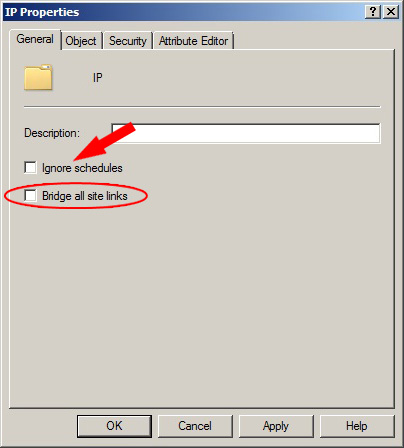 IP Properties
General Object Security Attribute Editor
IP
Description:
Ignore schedules
Bridge all site links
OK Cancel Apply Help